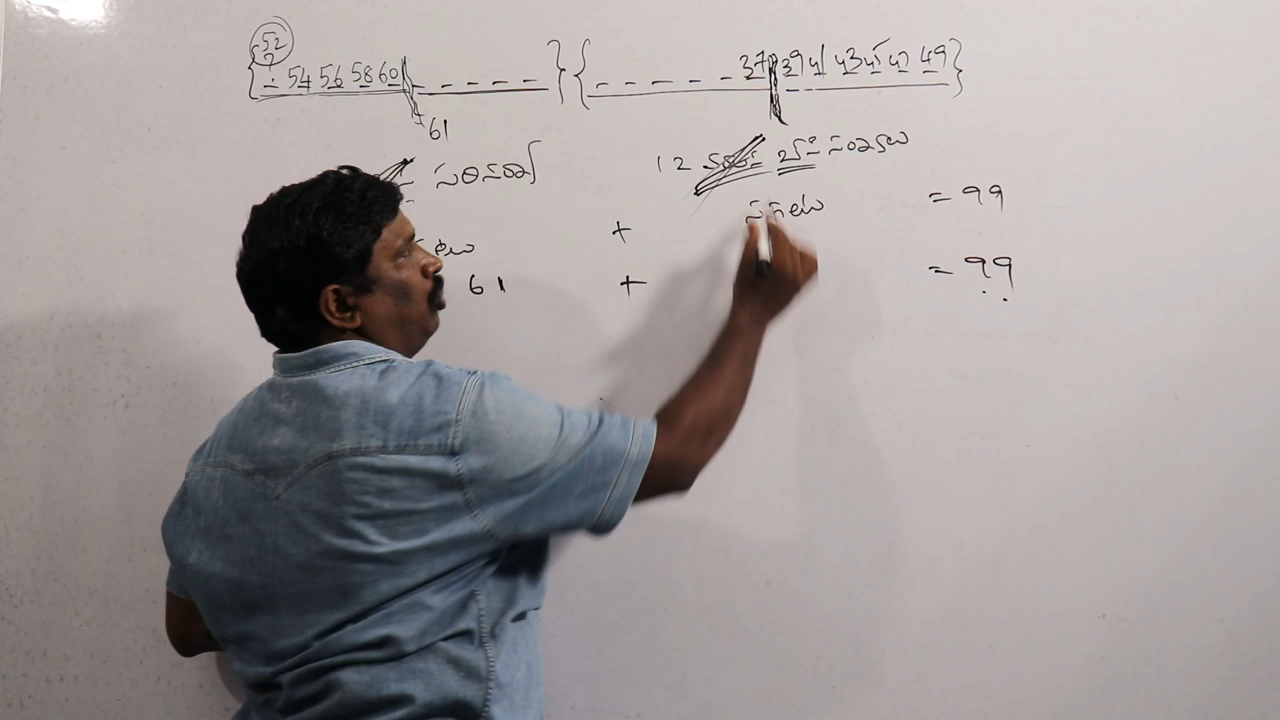 { 52 54 56 58 60 - - - - - } { - - - - - 37 39 41 43 45 47 49 }
61
సరిసంఖ్య 12 బేసి సంఖ్యలు
+ = 99
61 + = 99